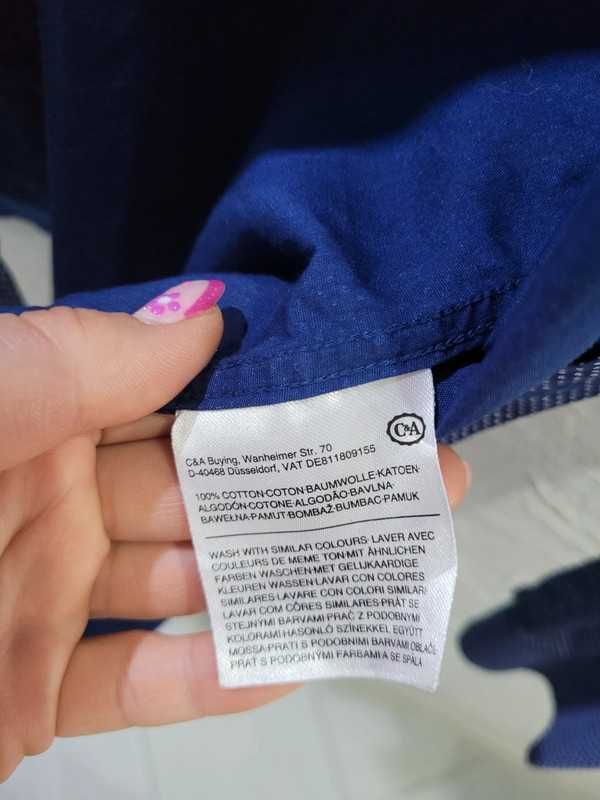 C&A
C&A Buying, Wanheimer Str. 70
D-40468 Düsseldorf, VAT DE811809155
100% COTTON·COTON·BAUMWOLLE·KATOEN·
ALGODÓN·COTONE·ALGODÃO·BAVLNA·
BAWEŁNA·PAMUT·BOMBAŽ·BUMBAC·PAMUK
WASH WITH SIMILAR COLOURS· LAVER AVEC
COULEURS DE MEME TON·MIT ÄHNLICHEN
FARBEN WASCHEN·MET GELIJKAARDIGE
KLEUREN WASSEN·LAVAR CON COLORES
SIMILARES·LAVARE CON COLORI SIMILARI·
LAVAR COM CÔRES SIMILARES·PRÁT SE
STEJNÝMI BARVAMI·PRAĆ Z PODOBNYMI
KOLORAMI·HASONLÓ SZÍNEKKEL EGYÜTT
MOSSA·PRATI S PODOBNIMI BARVAMI OBLAČIL·
PRAŤ S PODOBNÝMI FARBAMI·A SE SPĂLA